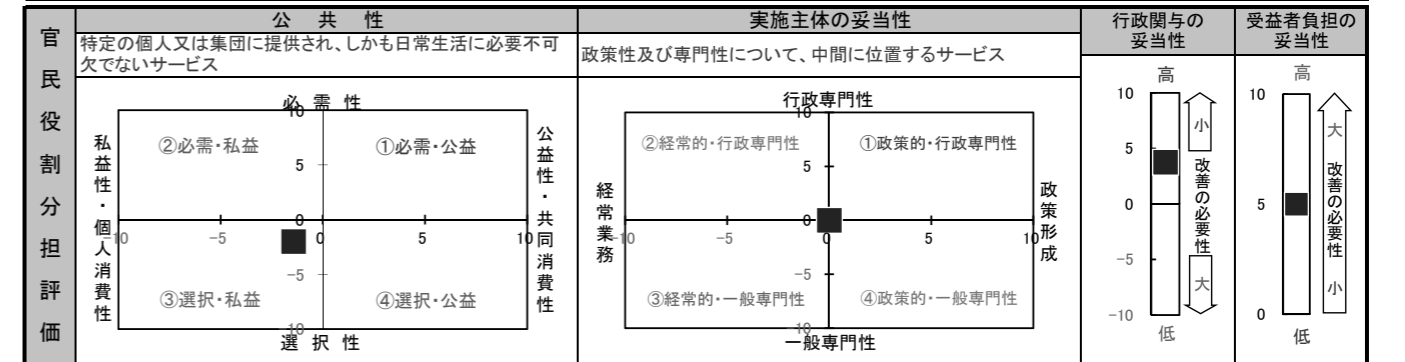 官民役割分担評価
公共性
特定の個人又は集団に提供され、しかも日常生活に必要不可
欠でないサービス
必需性
私益性・個人消費性
公益性・共同消費性
②必需・私益
①必需・公益
10
5
0
-5
-10
-10
-5
0
5
10
③選択・私益
④選択・公益
選択性
実施主体の妥当性
政策性及び専門性について、中間に位置するサービス
行政専門性
経常業務
政策形成
②経常的・行政専門性
①政策的・行政専門性
10
5
0
-5
-10
-10
-5
0
5
10
③経常的・一般専門性
④政策的・一般専門性
一般専門性
行政関与の
妥当性
高
10
5
0
-5
-10
低
小
改善の必要性
大
受益者負担の
妥当性
高
10
5
0
低
大
改善の必要性
小